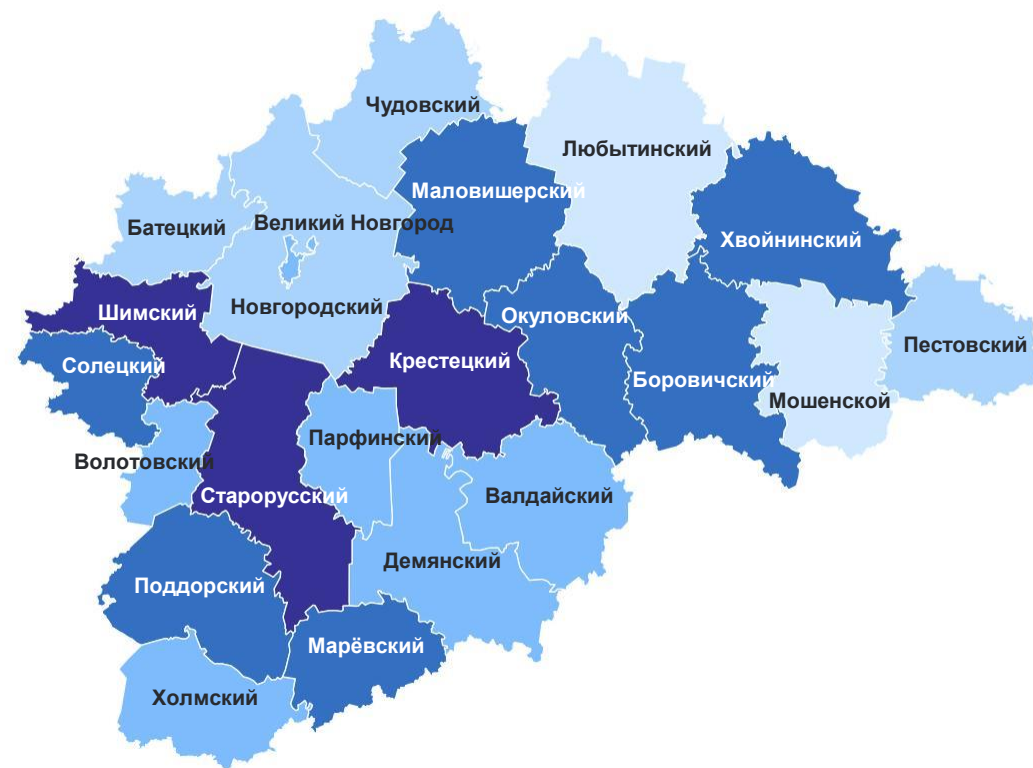 Чудовский
Любытинский
Маловишерский
Великий Новгород
Батецкий
Хвойнинский
Новгородский
Шимский
Окуловский
Пестовский
Крестецкий
Солецкий
Боровичский
Мошенской
Парфинский
Волотовский
Старорусский
Валдайский
Демянский
Поддорский
Марёвский
Холмский